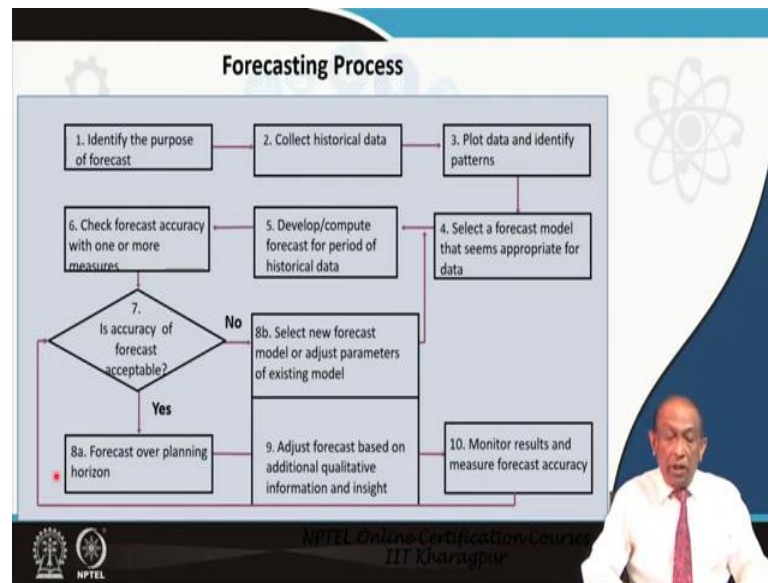 Forecasting Process
1. Identify the purpose
of forecast
2. Collect historical data
3. Plot data and identify
patterns
6. Check forecast accuracy
with one or more
measures
5. Develop/compute
forecast for period of
historical data
4. Select a forecast model
that seems appropriate for
data
7.
Is accuracy of
forecast
acceptable?
No
8b. Select new forecast
model or adjust parameters
of existing model
Yes
8a. Forecast over planning
horizon
9. Adjust forecast based on
additional qualitative
information and insight
10. Monitor results and
measure forecast accuracy
NPTEL Online Certification Courses
IIT Kharagpur
NPTEL